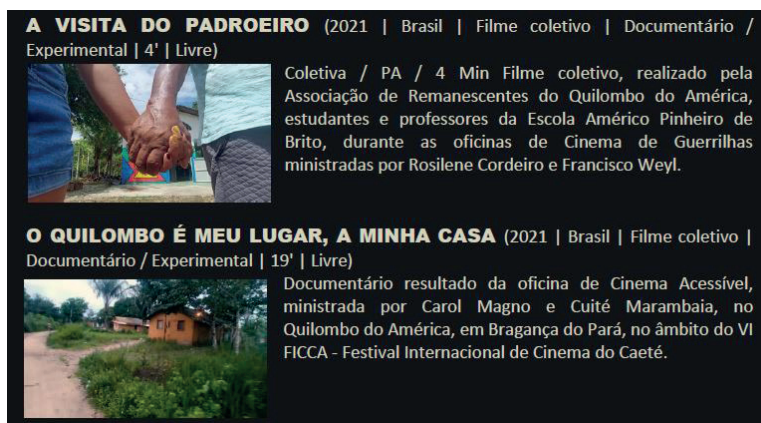 A VISITA DO PADROEIRO (2021 | Brasil | Filme coletivo | Documentário /
Experimental | 4' | Livre)
Coletiva / PA / 4 Min Filme coletivo, realizado pela
Associação de Remanescentes do Quilombo do América,
estudantes e professores da Escola Américo Pinheiro de
Brito, durante as oficinas de Cinema de Guerrilhas
ministradas por Rosilene Cordeiro e Francisco Weyl.
O QUILOMBO É MEU LUGAR, A MINHA CASA (2021 | Brasil | Filme coletivo |
Documentário / Experimental | 19' | Livre)
Documentário resultado da oficina de Cinema Acessível,
ministrada por Carol Magno e Cuité Marambaia, no
Quilombo do América, em Bragança do Pará, no âmbito do VI
FICCA - Festival Internacional de Cinema do Caeté.